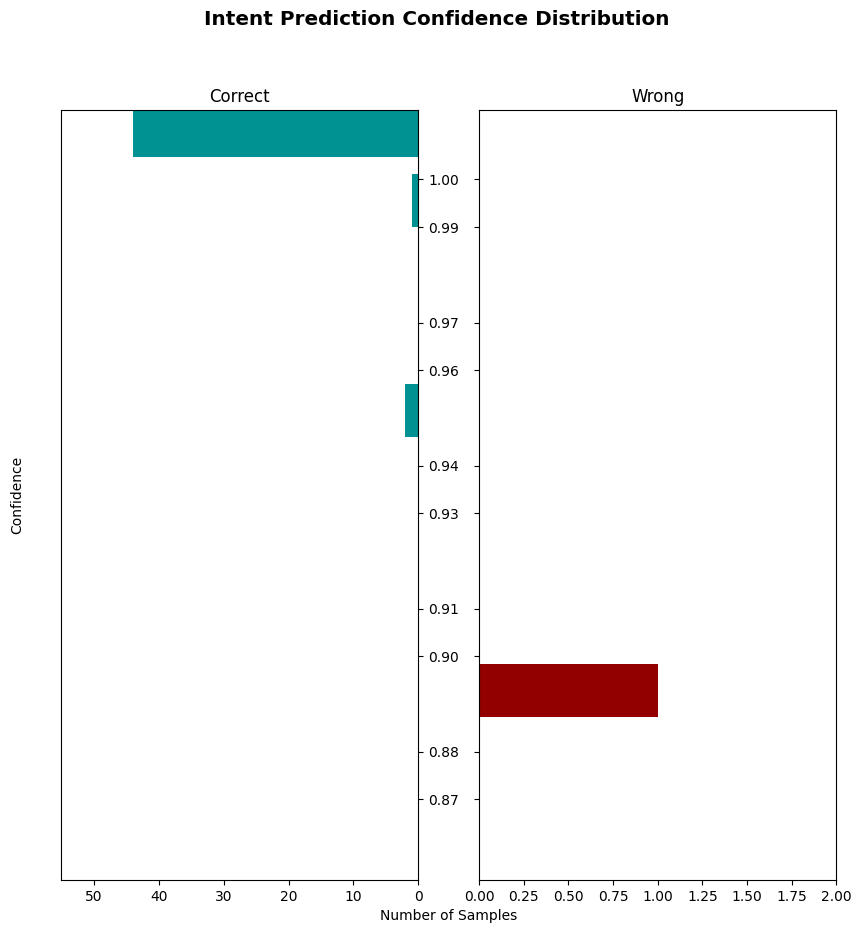 Intent Prediction Confidence Distribution
Correct
Wrong
Confidence
1.00
0.99
0.97
0.96
0.94
0.93
0.91
0.90
0.88
0.87
50 40 30 20 10 0
0.00 0.25 0.50 0.75 1.00 1.25 1.50 1.75 2.00
Number of Samples